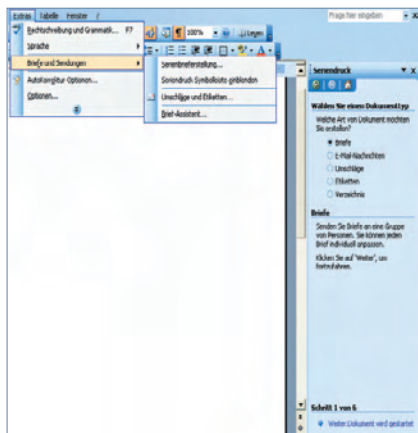 Extras Tabelle Fenster ?
Frage hier eingeben
Rechtschreibung und Grammatik... F7
Sprache
Briefe und Sendungen
AutoKorrektur-Optionen...
Optionen...
100% Lesen
Seriendruckerstellung...
Seriendruck-Symbolleiste einblenden
Umschläge und Etiketten...
Brief-Assistent...
Seriendruck
Wählen Sie einen Dokumenttyp
Welche Art von Dokument möchten
Sie erstellen?
Briefe
E-Mail-Nachrichten
Umschläge
Etiketten
Verzeichnis
Briefe
Senden Sie Briefe an eine Gruppe
von Personen. Sie können jeden
Brief individuell anpassen.
Klicken Sie auf 'Weiter', um
fortzufahren.
Schritt 1 von 6
Weiter: Dokument wird gestartet